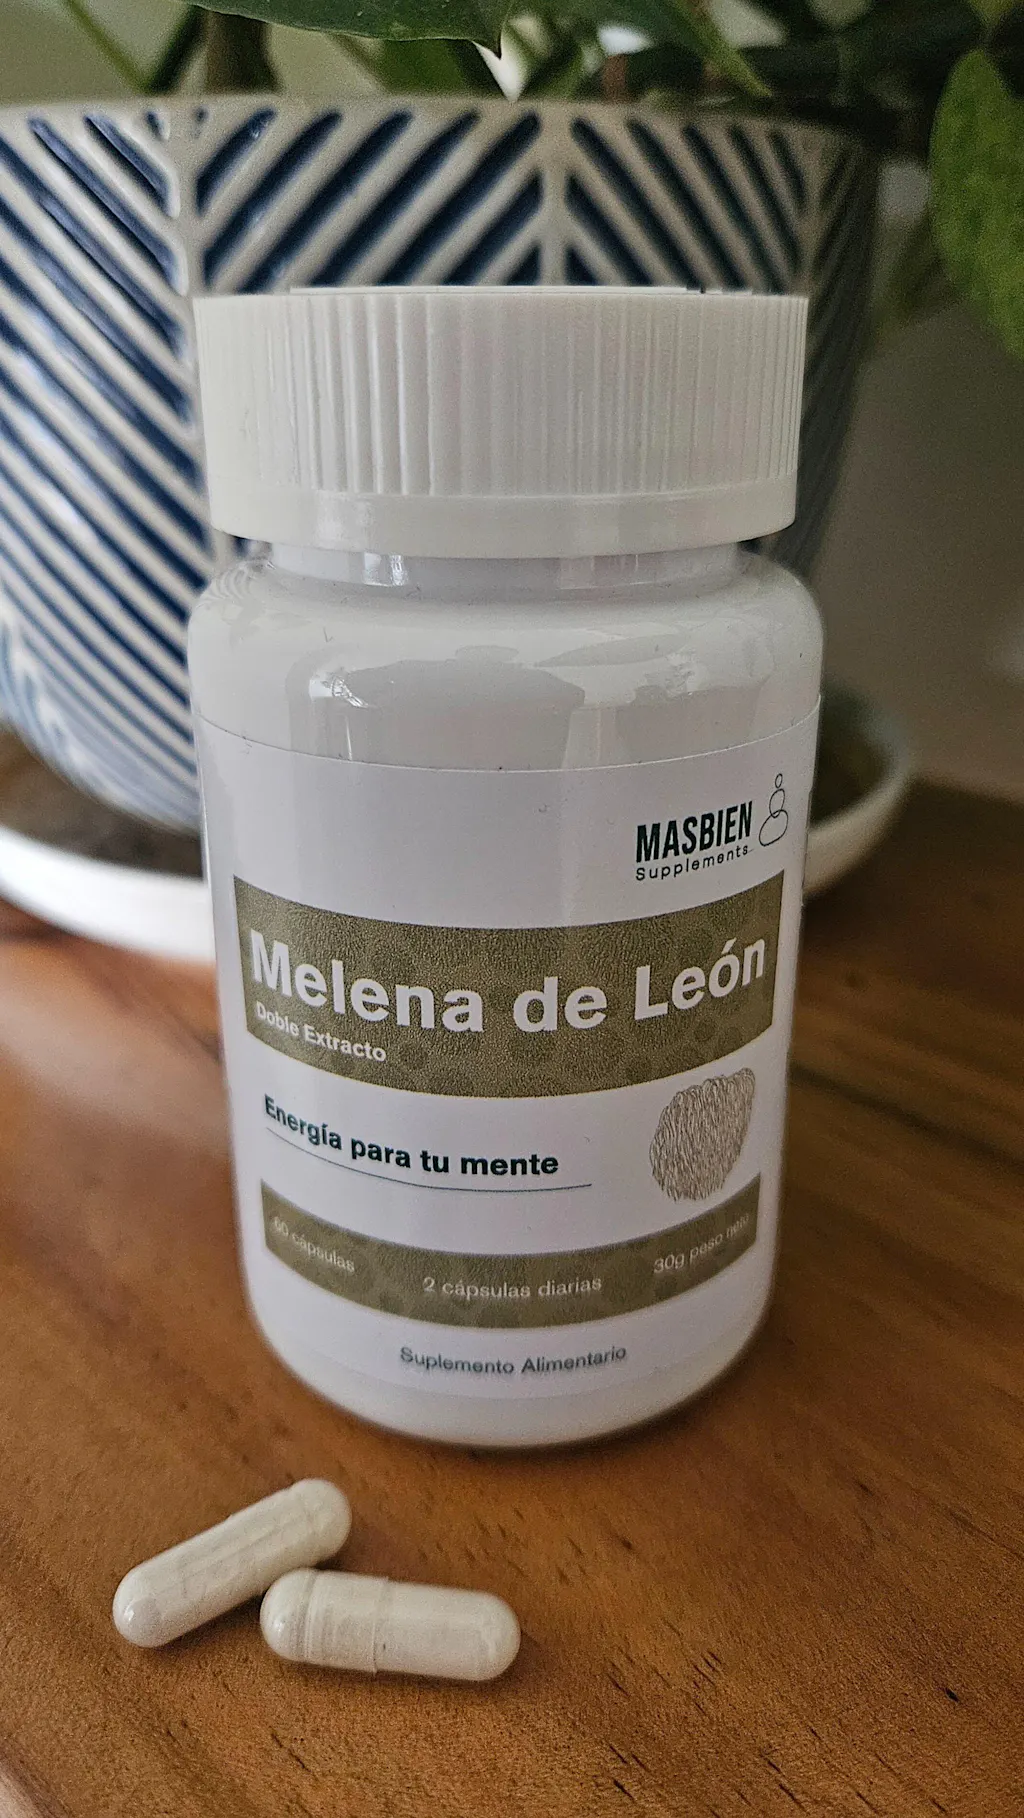 MASBIEN
Supplements
Melena de León
Doble Extracto
Energía para tu mente
60 cápsulas
2 cápsulas diarias
30g peso neto
Suplemento Alimentario